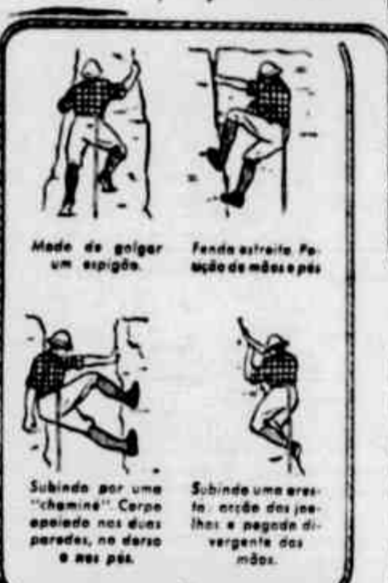 Modo de galgar
um espigão.
Fenda estreita Po-
sição de mãos e pés
Subindo por uma
"chaminé" Corpo
apoiado nas duas
paredes, no dorso
e nos pés.
Subindo uma ares-
ta: acção dos joe-
lhos e pegada di-
vergente das
mãos.